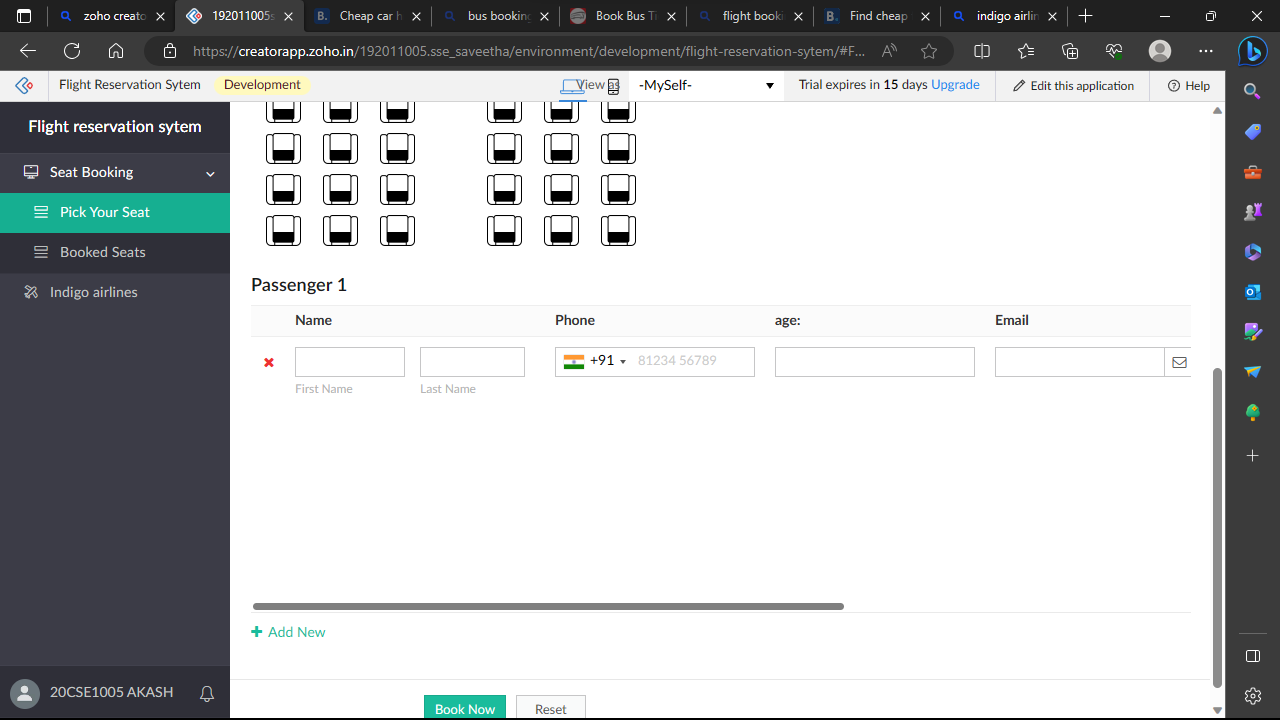 zoho creato
192011005s
B. Cheap car h
bus booking
Book Bus Ti
flight booki
B. Find cheap
indigo airlin
https://creatorapp.zoho.in/192011005.sse_saveetha/environment/development/flight-reservation-sytem/#F...
Flight Reservation Sytem Development View as -MySelf- Trial expires in 15 days Upgrade Edit this application Help
Flight reservation sytem
Seat Booking
Pick Your Seat
Booked Seats
Indigo airlines
20CSE1005 AKASH
Passenger 1
Name Phone age: Email
+91 81234 56789
First Name Last Name
Add New
Book Now Reset